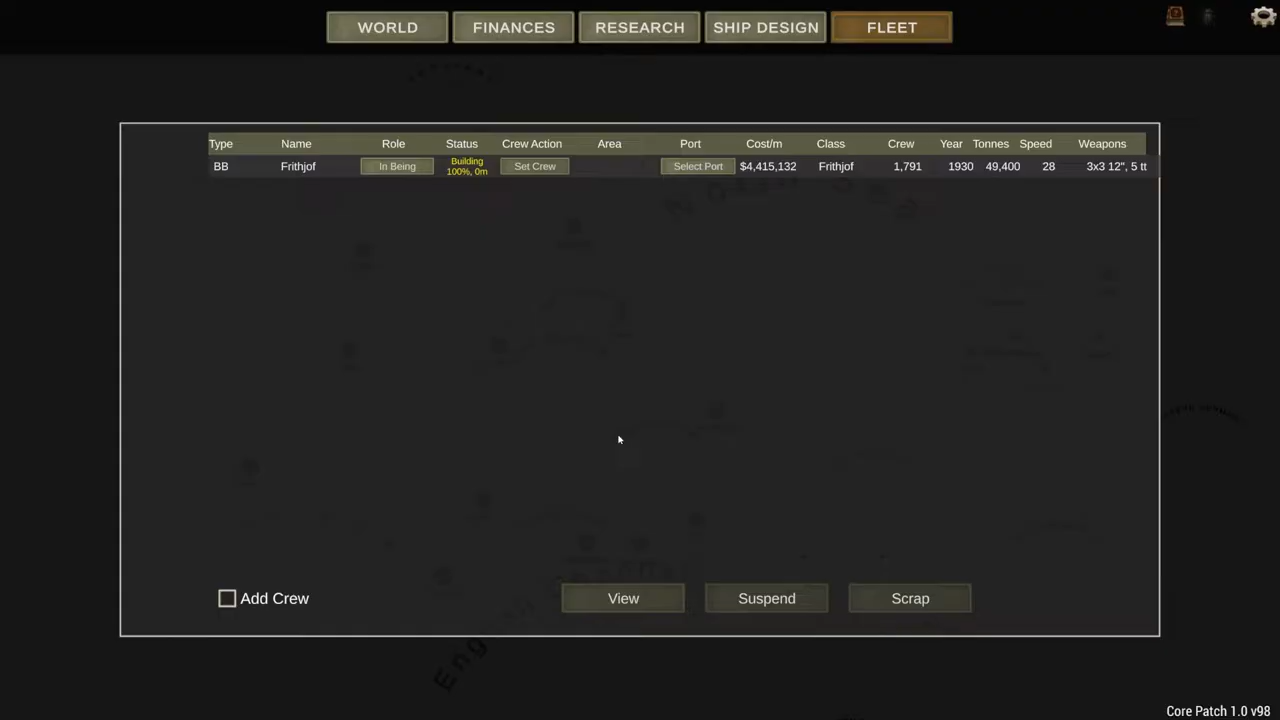 WORLD FINANCES RESEARCH SHIP DESIGN FLEET
Type Name Role Status Crew Action Area Port Cost/m Class Crew Year Tonnes Speed Weapons
BB Frithjof In Being Building Set Crew Select Port $4,415,132 Frithjof 1,791 1930 49,400 28 3x3 12", 5 tt
100%, 0m
Add Crew View Suspend Scrap
Eng
Core Patch 1.0 v98